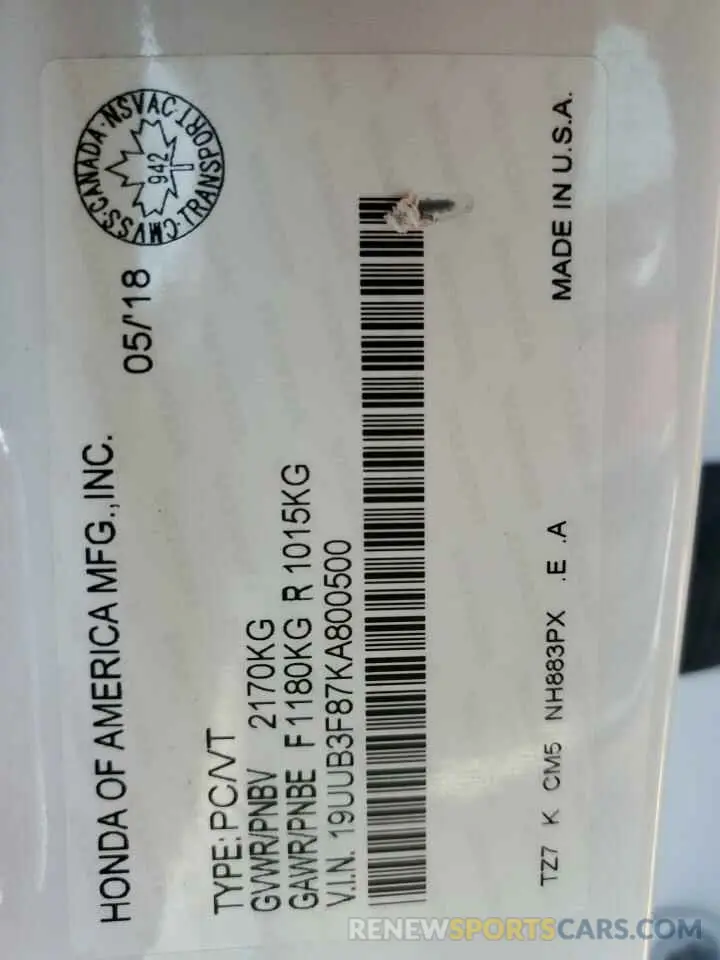 HONDA OF AMERICA MFG.,INC.
05/'18
CMVSS·CANADA·NSVAC·TRANSPORT
942
TYPE: PC/VT
GVWR/PNBV 2170KG
GAWR/PNBE F 1180KG R 1015KG
V.I.N. 19UUB3F87KA800500
TZ7 K CM5 NH883PX .E .A
MADE IN U.S.A.
RENEWSPORTSCARS.COM